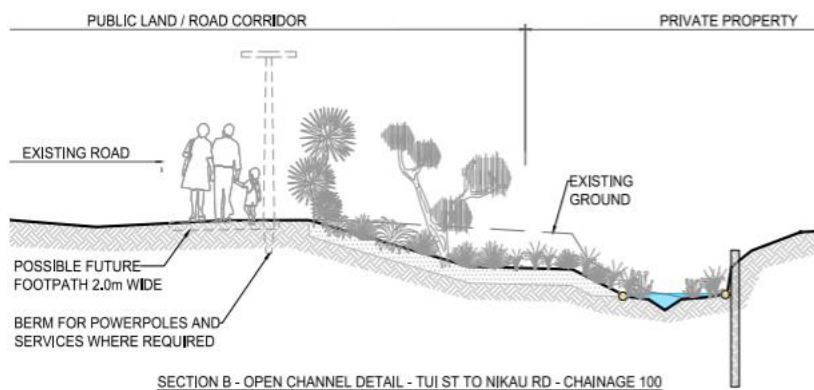 PUBLIC LAND / ROAD CORRIDOR
PRIVATE PROPERTY
EXISTING ROAD
EXISTING
GROUND
POSSIBLE FUTURE
FOOTPATH 2.0m WIDE
BERM FOR POWERPOLES AND
SERVICES WHERE REQUIRED
SECTION B - OPEN CHANNEL DETAIL - TUI ST TO NIKAU RD - CHAINAGE 100